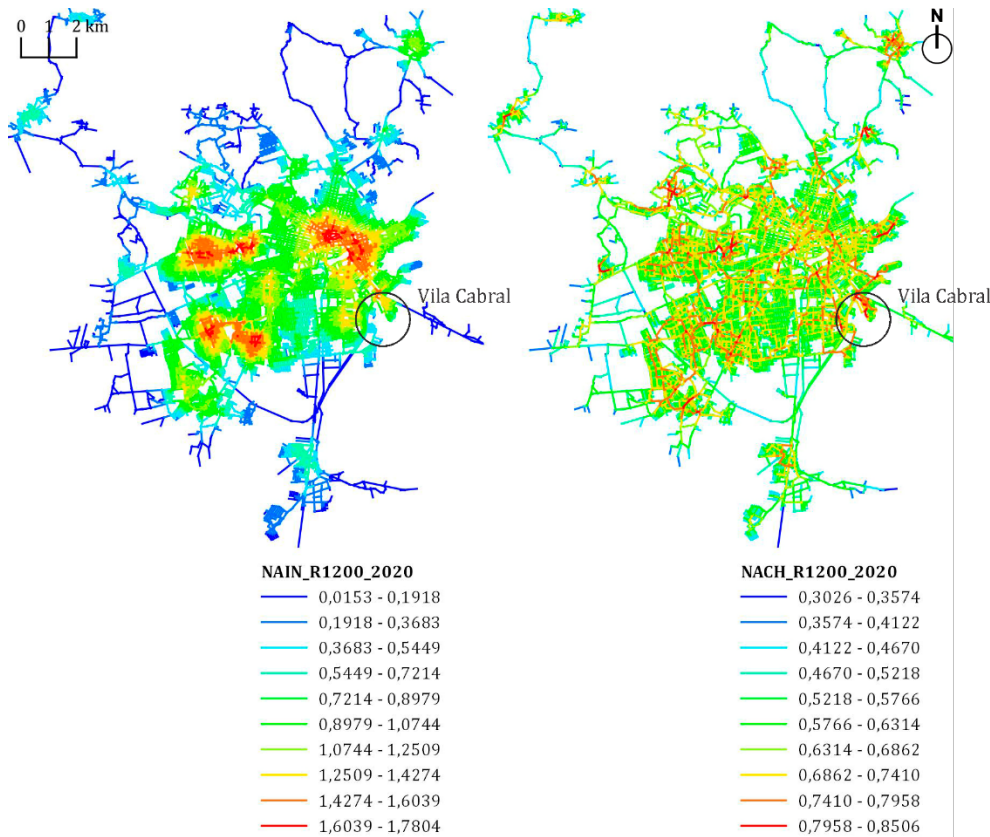 0 1 2 km
N
Vila Cabral
Vila Cabral
NAIN_R1200_2020
0,0153 - 0,1918
0,1918 - 0,3683
0,3683 - 0,5449
0,5449 - 0,7214
0,7214 - 0,8979
0,8979 - 1,0744
1,0744 - 1,2509
1,2509 - 1,4274
1,4274 - 1,6039
1,6039 - 1,7804
NACH_R1200_2020
0,3026 - 0,3574
0,3574 - 0,4122
0,4122 - 0,4670
0,4670 - 0,5218
0,5218 - 0,5766
0,5766 - 0,6314
0,6314 - 0,6862
0,6862 - 0,7410
0,7410 - 0,7958
0,7958 - 0,8506